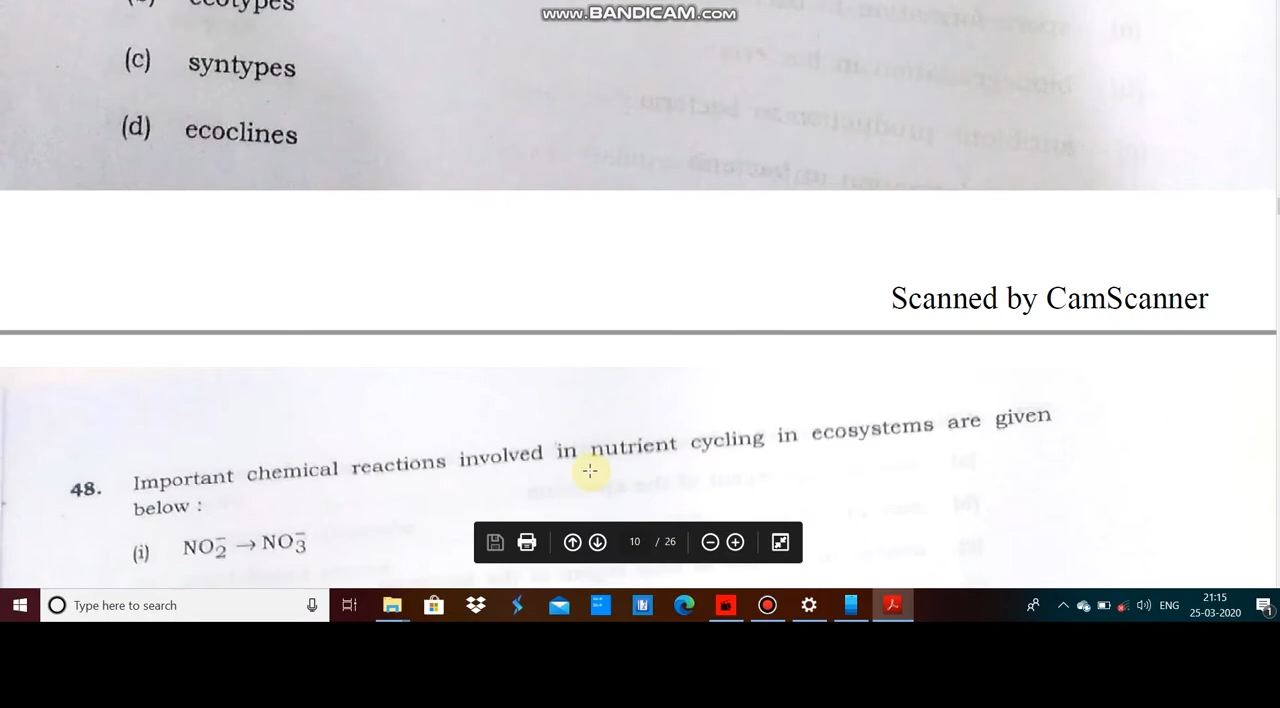 www.BANDICAM.com
ecotypes
(c) syntypes
(d) ecoclines
Scanned by CamScanner
48. Important chemical reactions involved in nutrient cycling in ecosystems are given
below :
(i) NO₂⁻ → NO₃⁻
10 / 26
Type here to search
ENG
21:15
25-03-2020